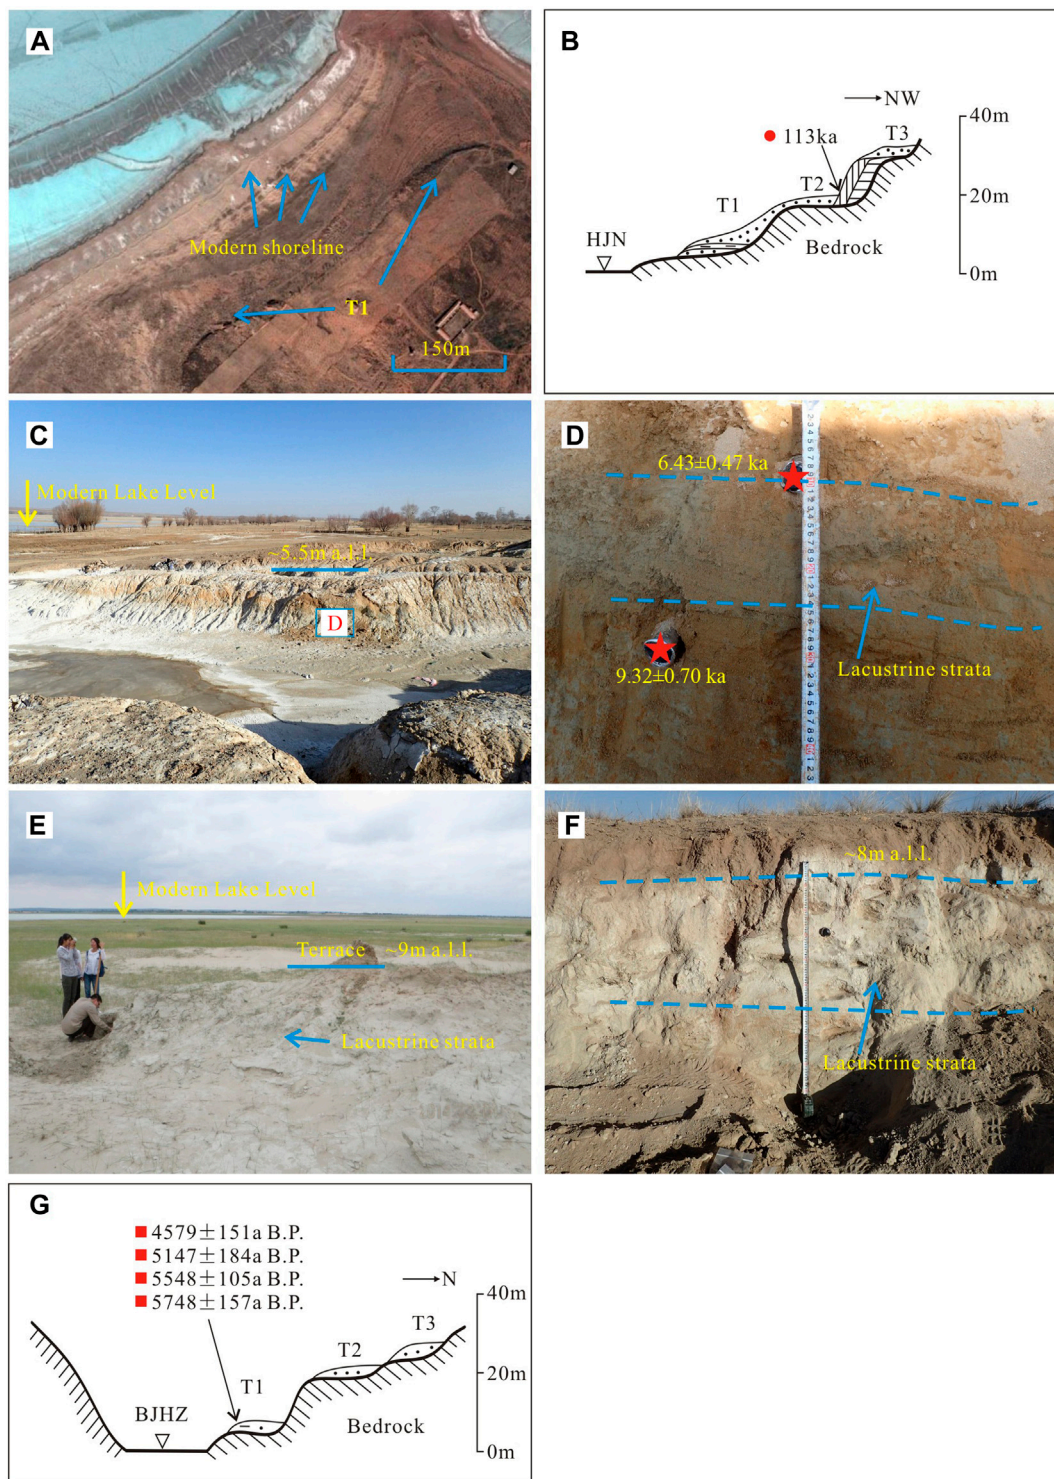 A
Modern shoreline
T1
150m
B
NW
40m
113ka
T3
T2
20m
T1
HJN
Bedrock
0m
C
Modern Lake Level
~5.5m a.l.l.
D
D
6.43±0.47 ka
Lacustrine strata
9.32±0.70 ka
E
Modern Lake Level
Terrace ~9m a.l.l.
Lacustrine strata
F
~8m a.l.l.
Lacustrine strata
G
4579±151a B.P.
5147±184a B.P.
5548±105a B.P.
5748±157a B.P.
N
40m
T3
T2
20m
T1
BJHZ
Bedrock
0m